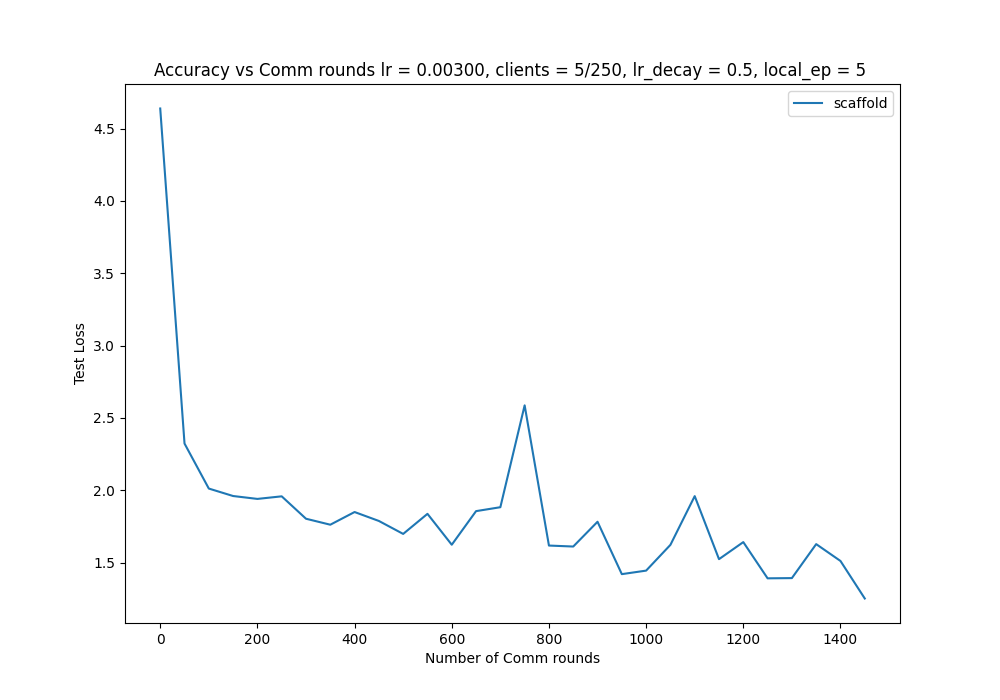 Accuracy vs Comm rounds lr = 0.00300, clients = 5/250, lr_decay = 0.5, local_ep = 5
scaffold
4.5
4.0
3.5
3.0
2.5
2.0
1.5
Test Loss
0 200 400 600 800 1000 1200 1400
Number of Comm rounds